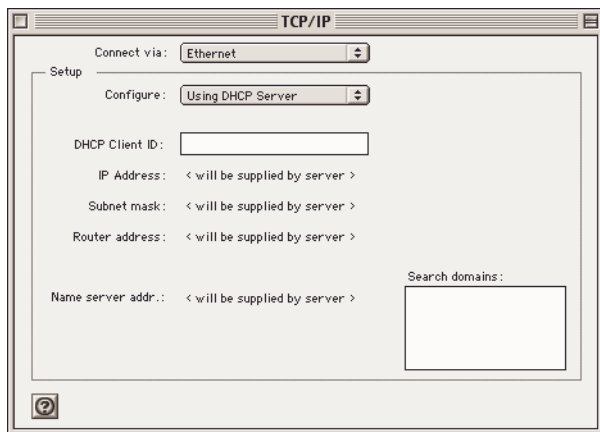 TCP/IP
Connect via: Ethernet
Setup
Configure: Using DHCP Server
DHCP Client ID:
IP Address: < will be supplied by server >
Subnet mask: < will be supplied by server >
Router address: < will be supplied by server >
Search domains:
Name server addr.: < will be supplied by server >
?